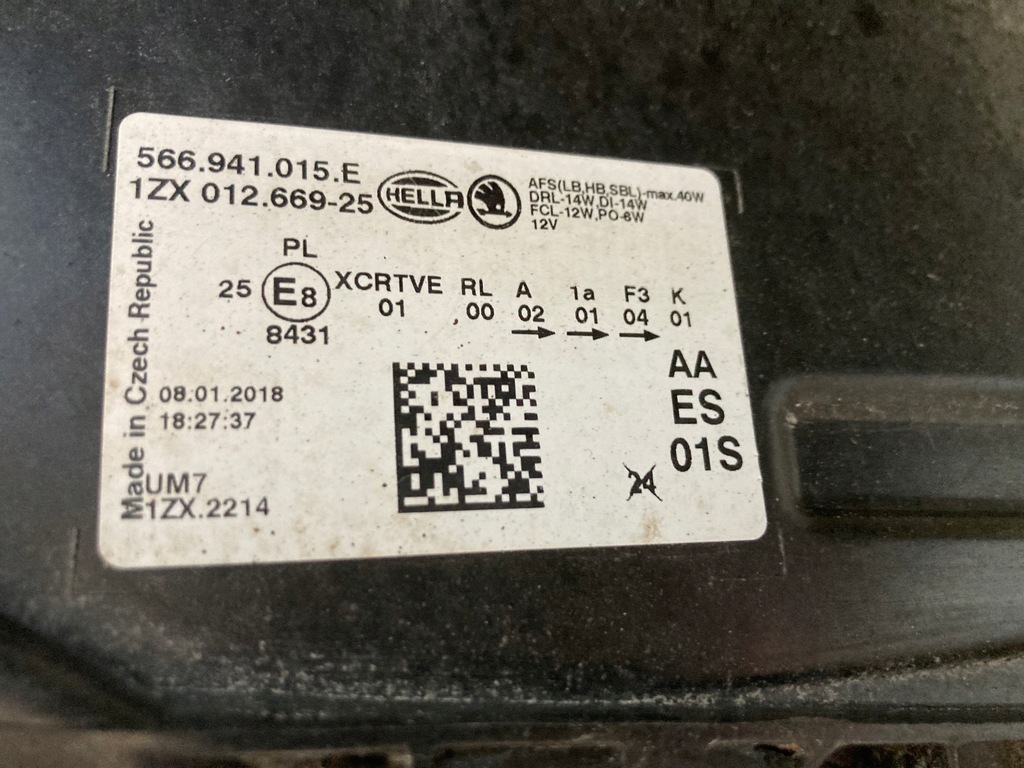 566.941.015.E
1ZX 012.669-25
HELLA
AFS(LB,HB,SBL)-max.40W
DRL-14W,DI-14W
FCL-12W,PO-6W
12V
Made in Czech Republic
PL
25 E8 XCRTVE RL A 1a F3 K
01 00 02 01 04 01
8431
08.01.2018
18:27:37
AA
ES
01S
24
UM7
1ZX.2214